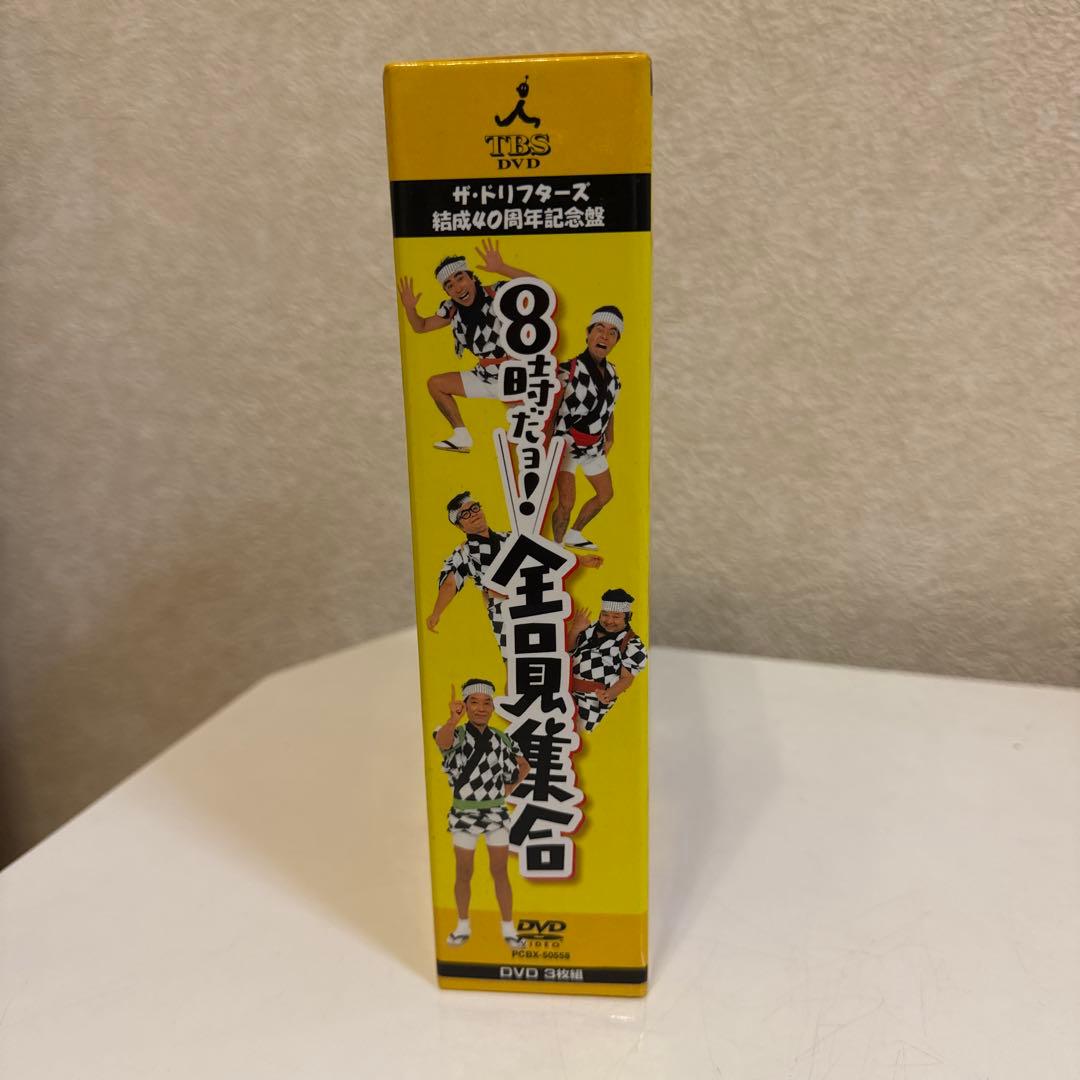 TBS
DVD
ザ・ドリフターズ
結成40周年記念盤
8時だョ!
全員集合
DVD
VIDEO
PCBX-50558
DVD 3枚組